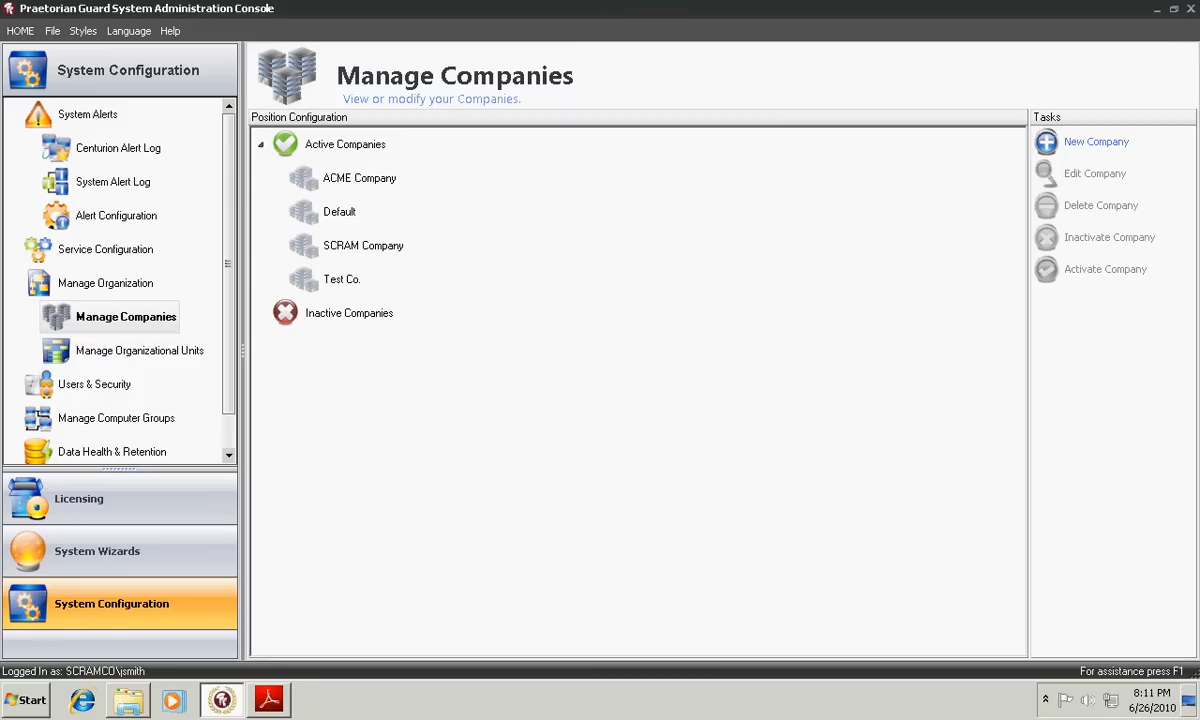 Praetorian Guard System Administration Console
HOME File Styles Language Help
System Configuration
System Alerts
Centurion Alert Log
System Alert Log
Alert Configuration
Service Configuration
Manage Organization
Manage Companies
Manage Organizational Units
Users & Security
Manage Computer Groups
Data Health & Retention
Licensing
System Wizards
System Configuration
Manage Companies
View or modify your Companies.
Position Configuration
Active Companies
ACME Company
Default
SCRAM Company
Test Co.
Inactive Companies
Tasks
New Company
Edit Company
Delete Company
Inactivate Company
Activate Company
Logged In as: SCRAMCO\jsmith
For assistance press F1
Start
8:11 PM
6/26/2010